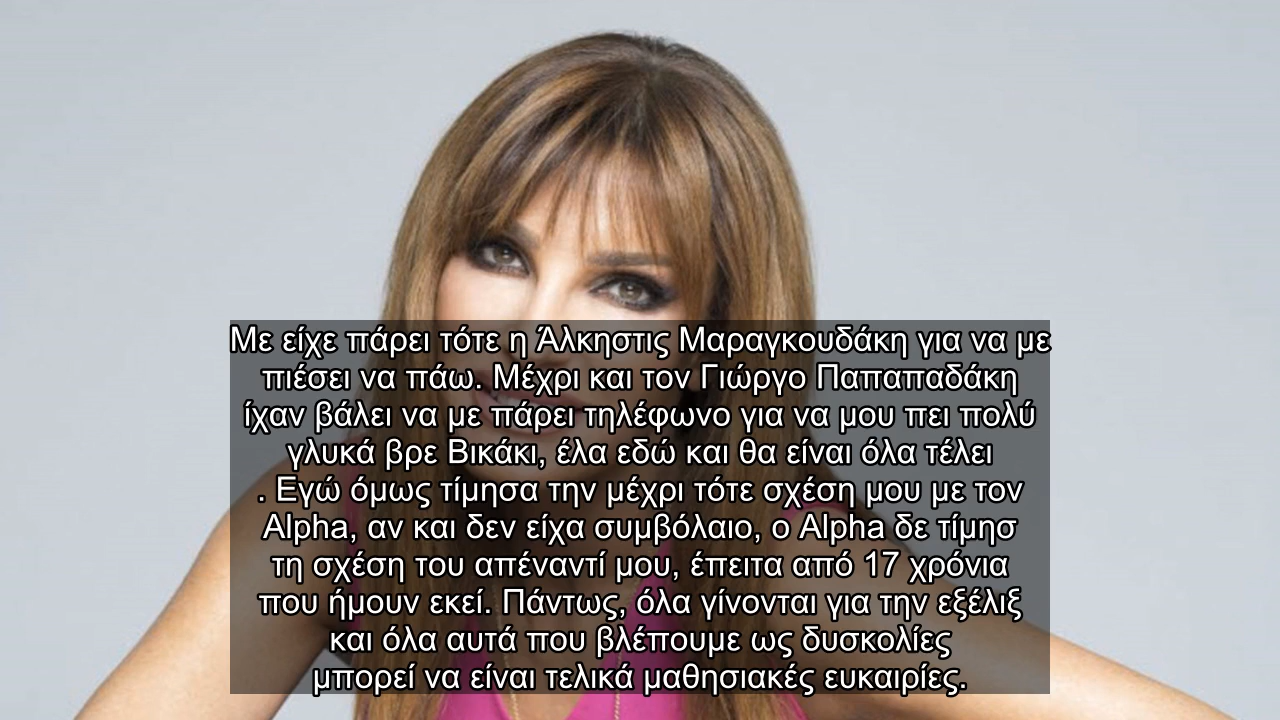 Με είχε πάρει τότε η Άλκηστις Μαραγκουδάκη για να με
πιέσει να πάω. Μέχρι και τον Γιώργο Παπαπαδάκη
ίχαν βάλει να με πάρει τηλέφωνο για να μου πει πολύ
γλυκά βρε Βικάκι, έλα εδώ και θα είναι όλα τέλει
. Εγώ όμως τίμησα την μέχρι τότε σχέση μου με τον
Alpha, αν και δεν είχα συμβόλαιο, ο Alpha δε τίμησ
τη σχέση του απέναντί μου, έπειτα από 17 χρόνια
που ήμουν εκεί. Πάντως, όλα γίνονται για την εξέλιξ
και όλα αυτά που βλέπουμε ως δυσκολίες
μπορεί να είναι τελικά μαθησιακές ευκαιρίες.